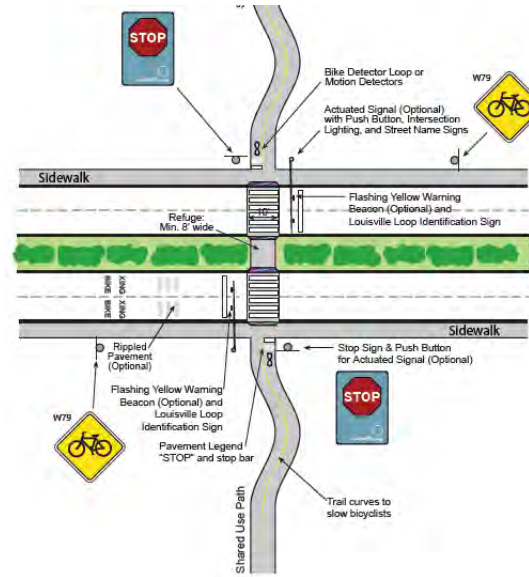 STOP
Bike Detector Loop or
Motion Detectors
W79
Actuated Signal (Optional)
with Push Button, Intersection
Lighting, and Street Name Signs
Sidewalk
10'
Flashing Yellow Warning
Beacon (Optional) and
Louisville Loop Identification Sign
Refuge:
Min. 8' wide
BIKE XING
BIKE XING
Sidewalk
Rippled
Pavement
(Optional)
Stop Sign & Push Button
for Actuated Signal (Optional)
Flashing Yellow Warning
Beacon (Optional) and
Louisville Loop
Identification Sign
W79
STOP
Pavement Legend
"STOP" and stop bar
Trail curves to
slow bicyclists
Shared Use Path